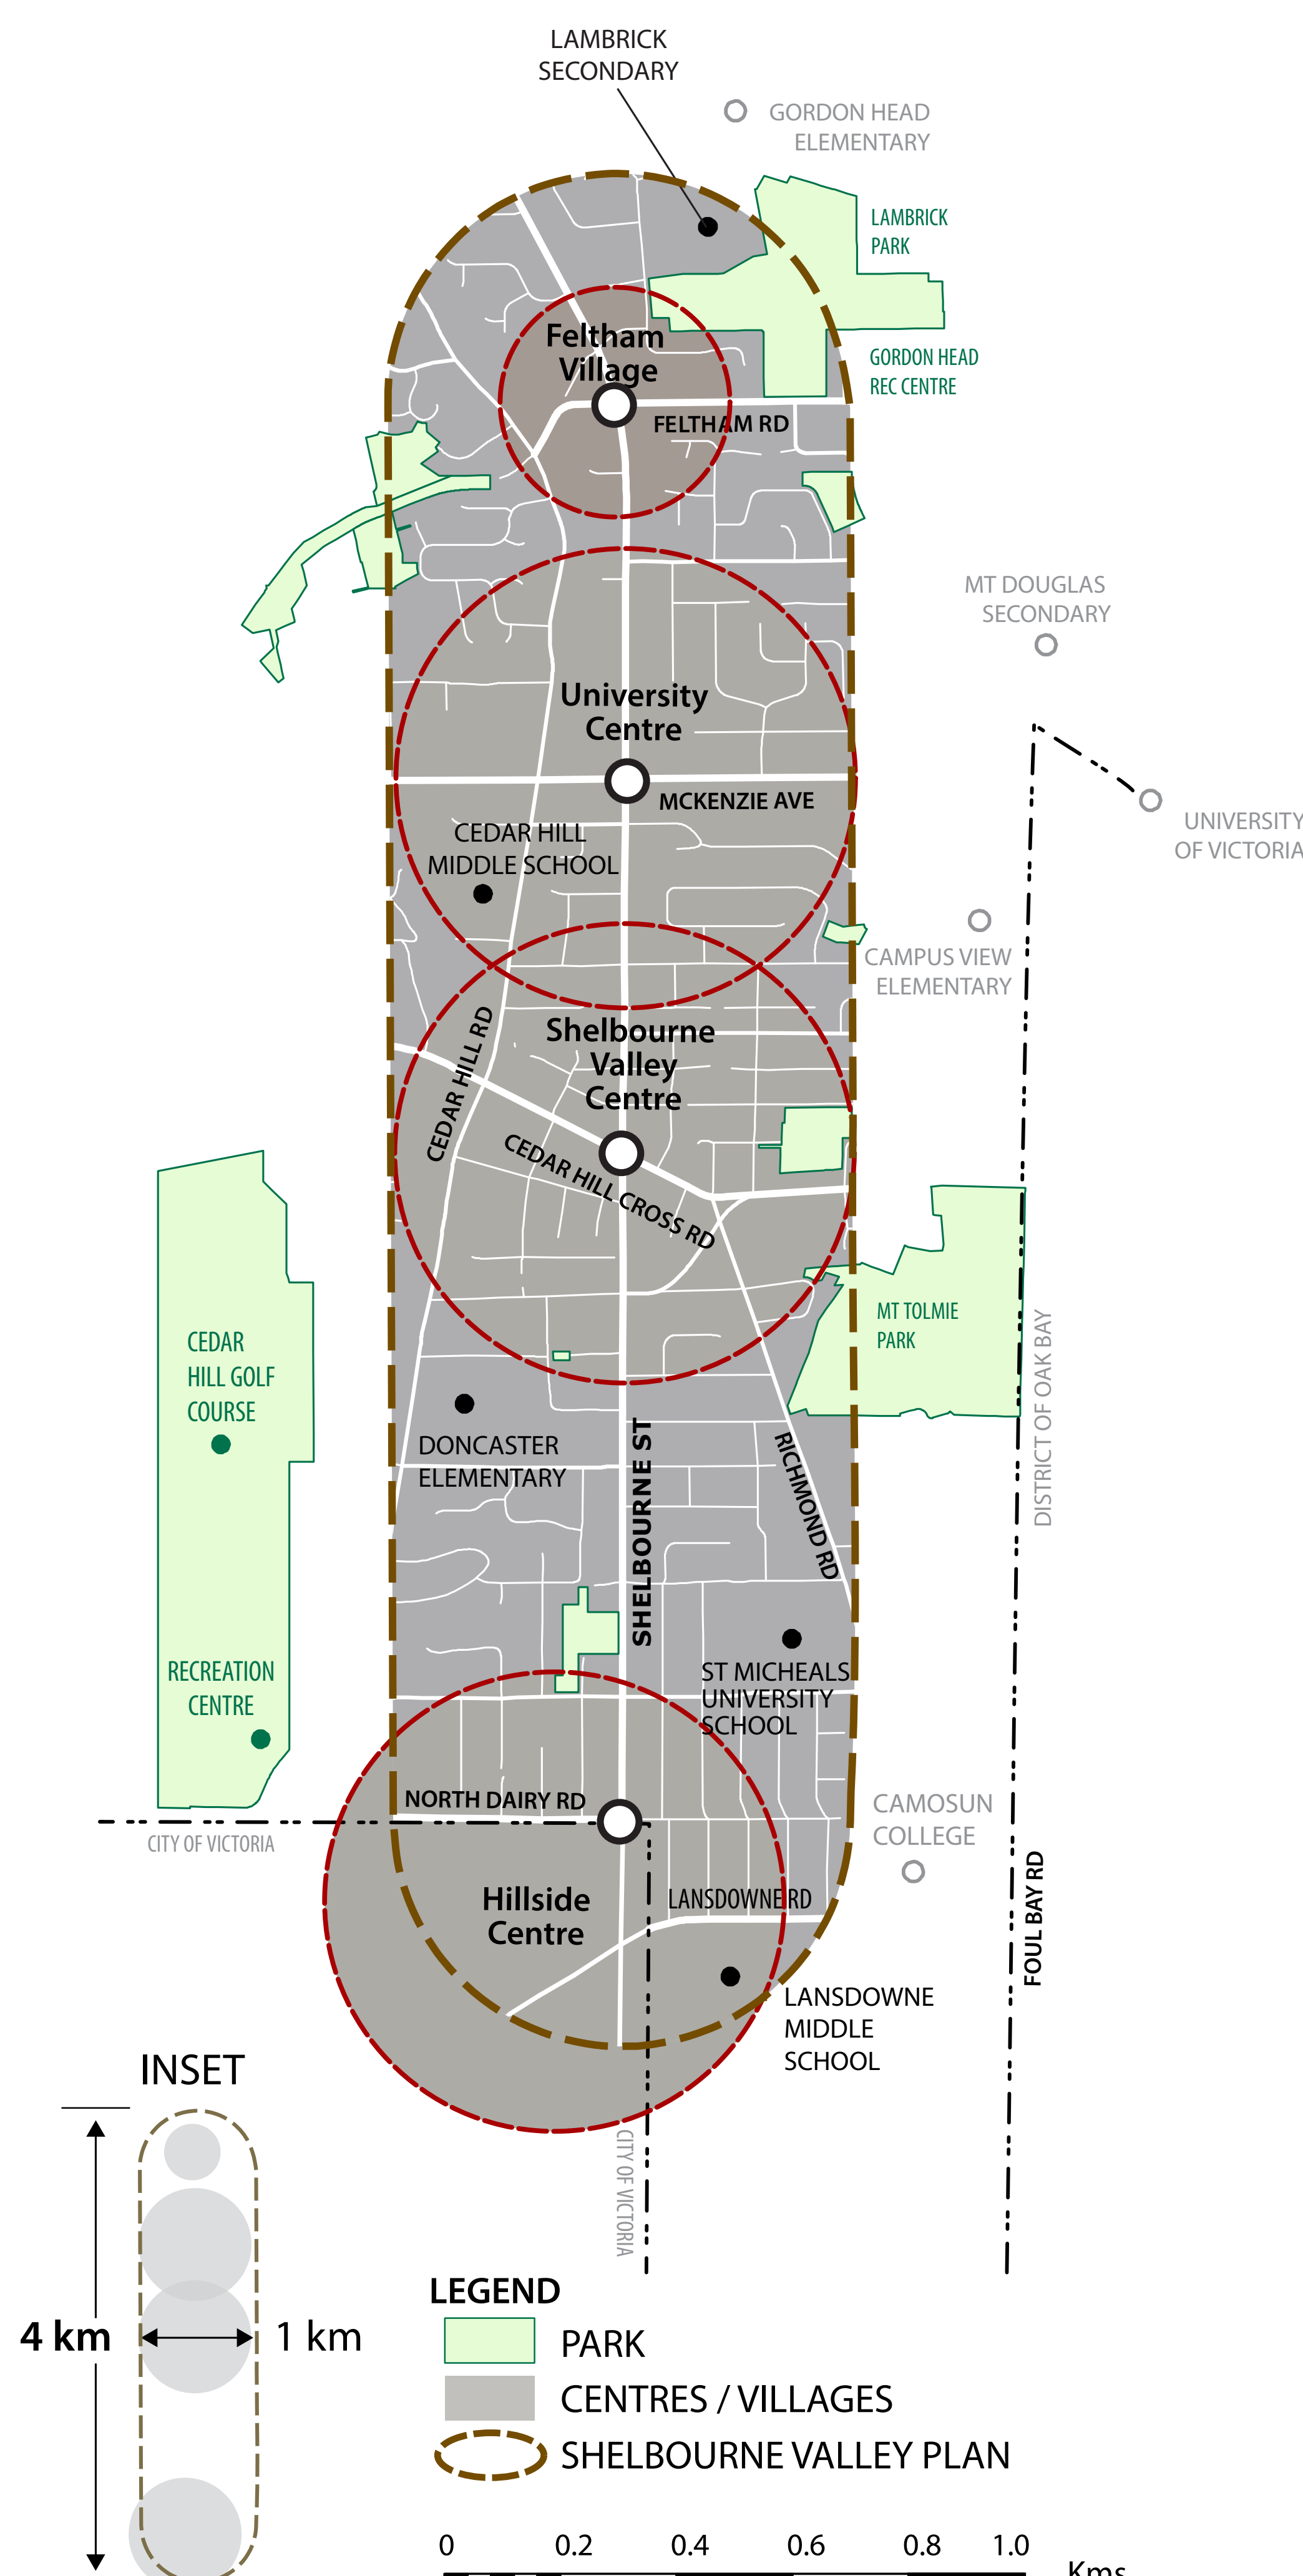 LAMBRICK
SECONDARY
GORDON HEAD
ELEMENTARY
LAMBRICK
PARK
Feltham
Village
GORDON HEAD
REC CENTRE
FELTHAM RD
MT DOUGLAS
SECONDARY
University
Centre
MCKENZIE AVE
UNIVERSITY
OF VICTORIA
CEDAR HILL
MIDDLE SCHOOL
CAMPUS VIEW
ELEMENTARY
CEDAR HILL RD
Shelbourne
Valley
Centre
CEDAR HILL CROSS RD
CEDAR
HILL GOLF
COURSE
MT TOLMIE
PARK
DISTRICT OF OAK BAY
DONCASTER
ELEMENTARY
SHELBOURNE ST
RICHMOND RD
RECREATION
CENTRE
ST MICHEALS
UNIVERSITY
SCHOOL
NORTH DAIRY RD
CITY OF VICTORIA
CAMOSUN
COLLEGE
Hillside
Centre
LANSDOWNE RD
FOUL BAY RD
LANSDOWNE
MIDDLE
SCHOOL
CITY OF VICTORIA
INSET
4 km
1 km
LEGEND
PARK
CENTRES / VILLAGES
SHELBOURNE VALLEY PLAN
0 0.2 0.4 0.6 0.8 1.0
Kms